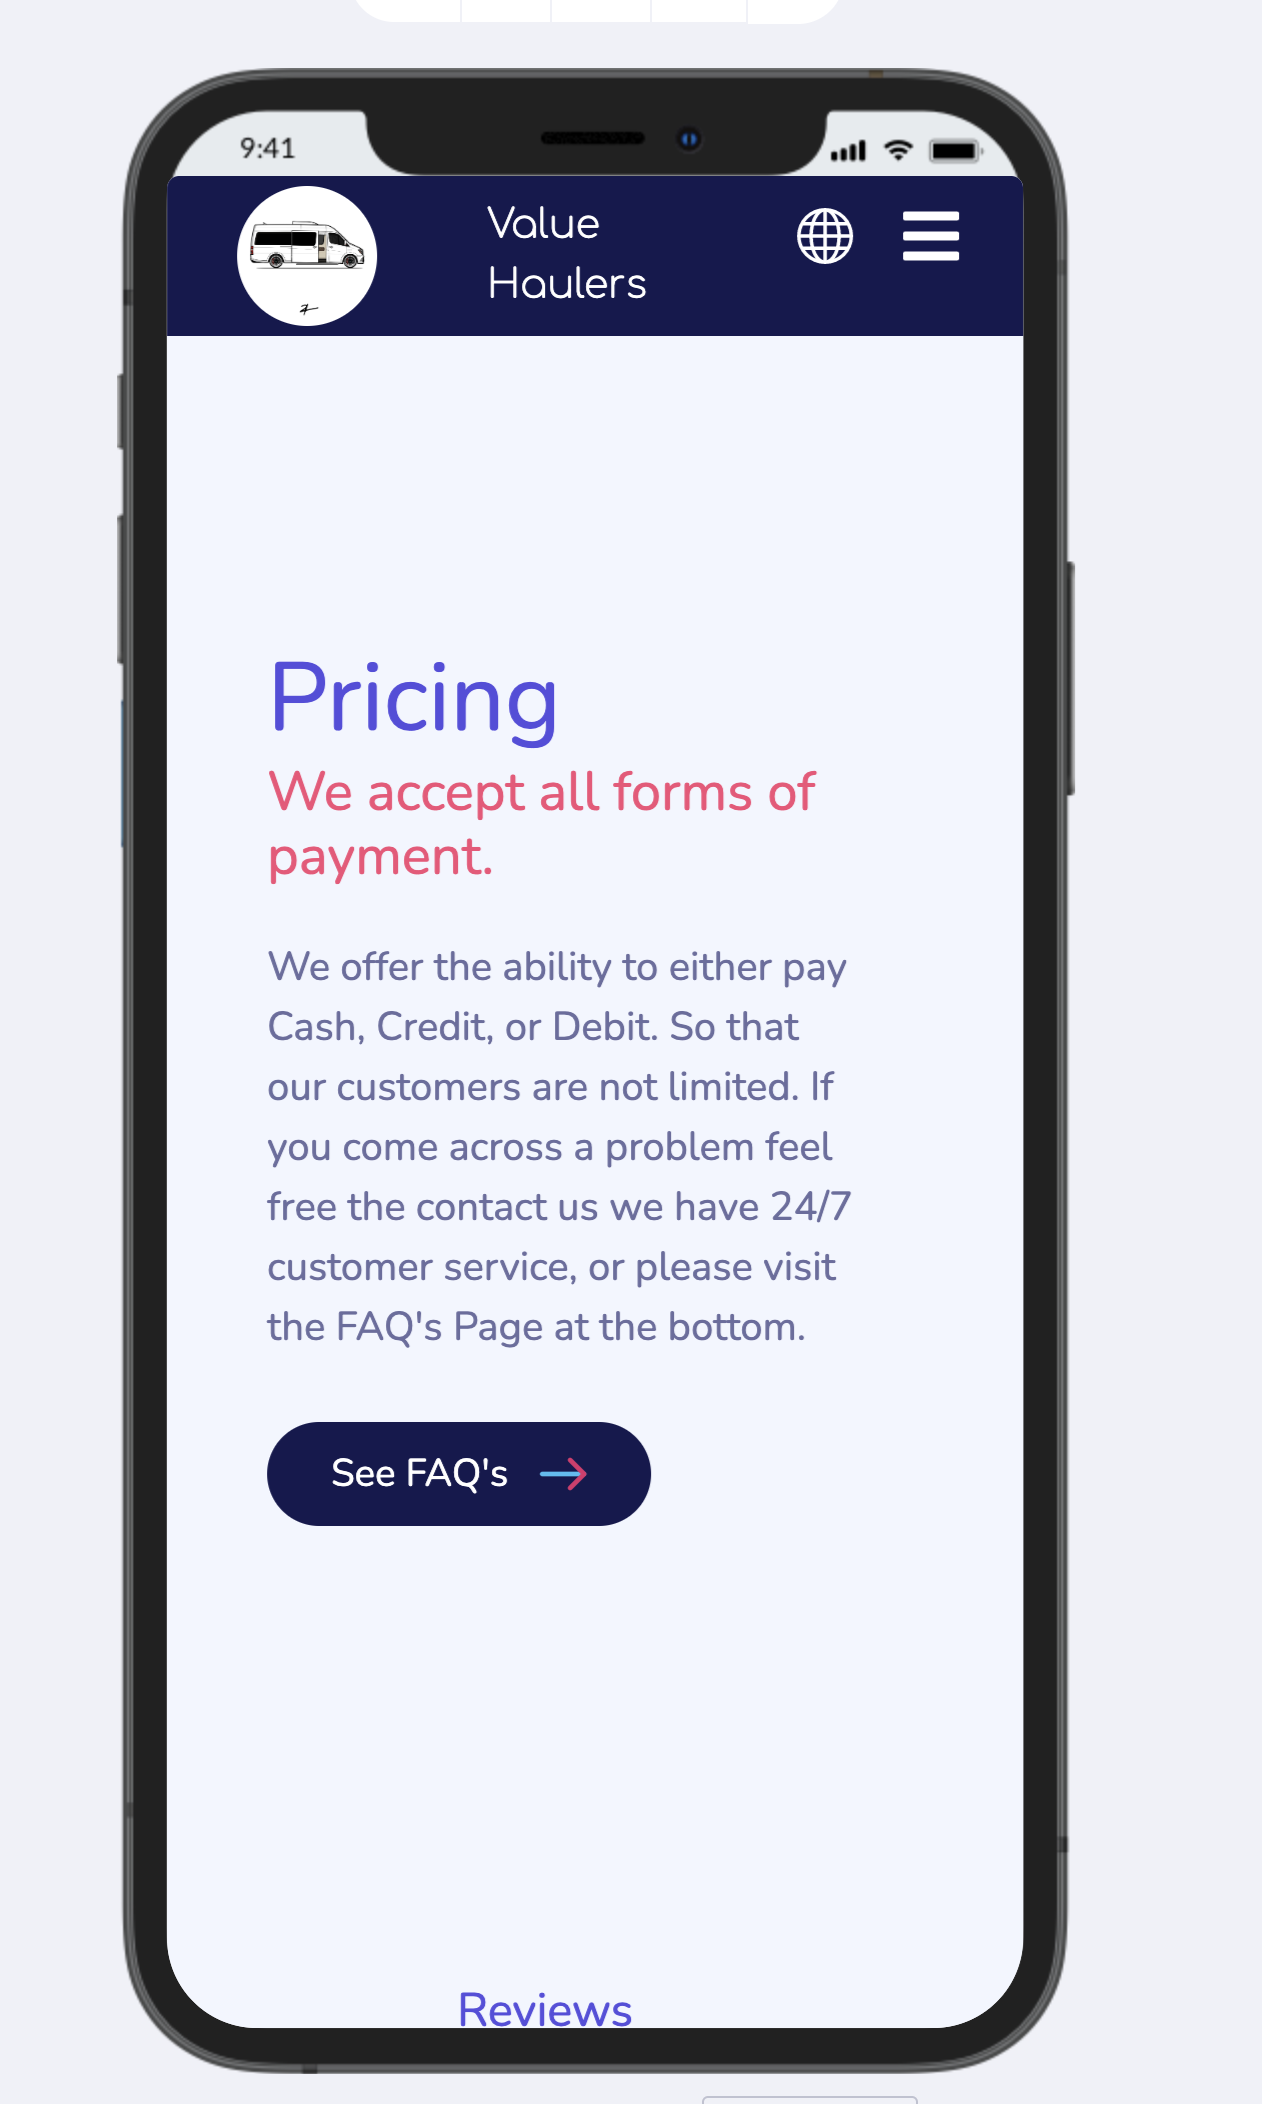 9:41
Value
Haulers
Pricing
We accept all forms of
payment.
We offer the ability to either pay
Cash, Credit, or Debit. So that
our customers are not limited. If
you come across a problem feel
free the contact us we have 24/7
customer service, or please visit
the FAQ's Page at the bottom.
See FAQ's
Reviews